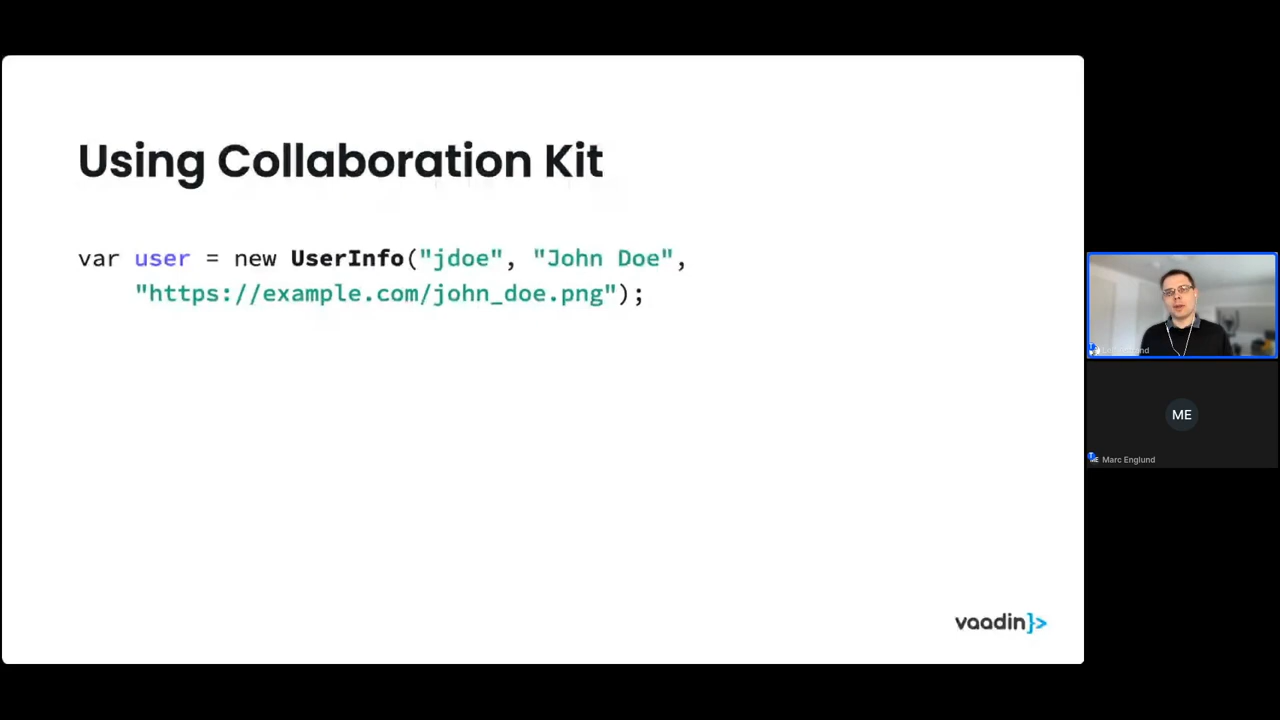 Using Collaboration Kit
var user = new UserInfo("jdoe", "John Doe",
"https://example.com/john_doe.png");
vaadin}>
ME
Marc Englund